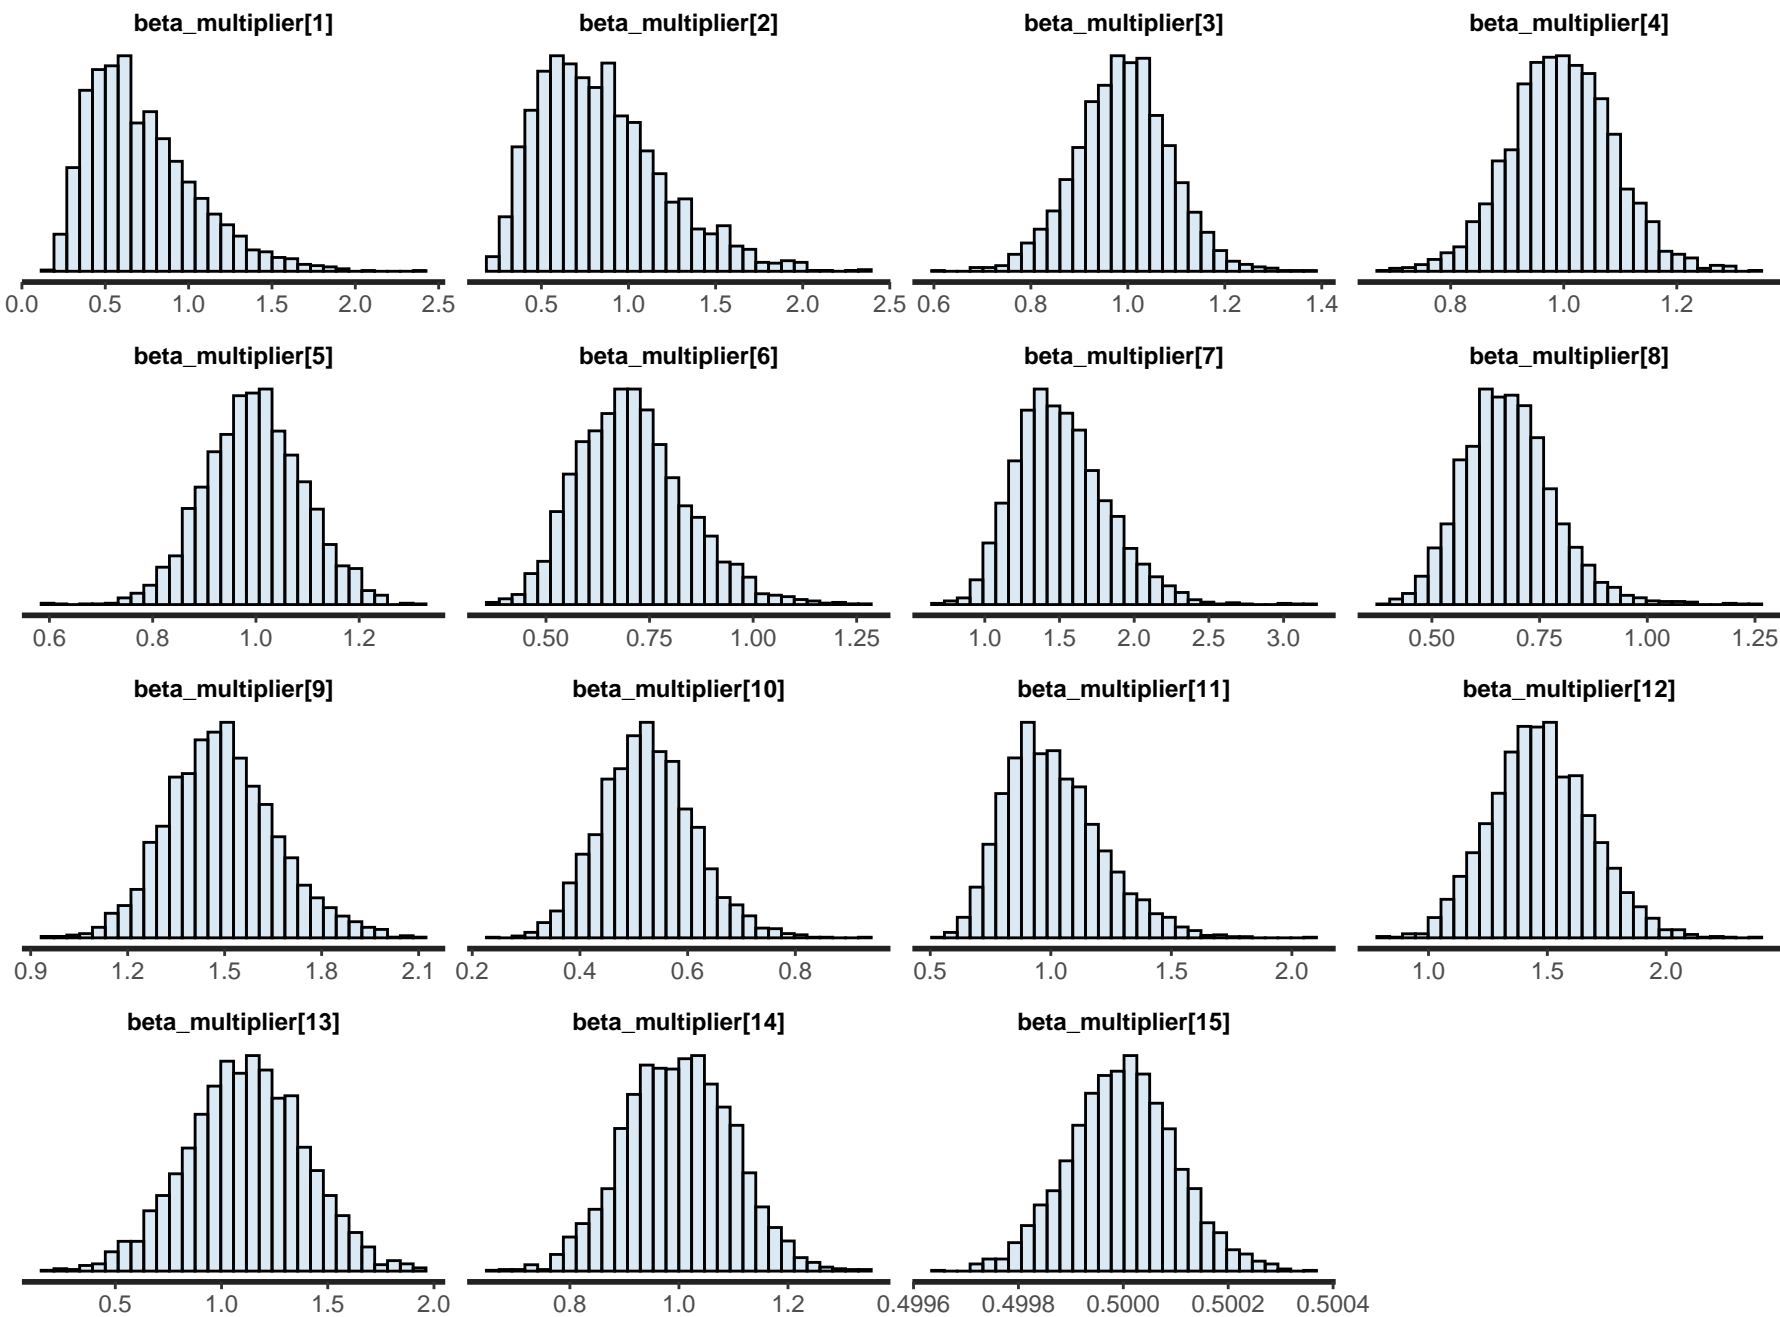 beta_multiplier[1] beta_multiplier[2] beta_multiplier[3] beta_multiplier[4]
0.0 0.5 1.0 1.5 2.0 2.5 0.5 1.0 1.5 2.0 2.5 0.6 0.8 1.0 1.2 1.4 0.8 1.0 1.2
beta_multiplier[5] beta_multiplier[6] beta_multiplier[7] beta_multiplier[8]
0.6 0.8 1.0 1.2 0.50 0.75 1.00 1.25 1.0 1.5 2.0 2.5 3.0 0.50 0.75 1.00 1.25
beta_multiplier[9] beta_multiplier[10] beta_multiplier[11] beta_multiplier[12]
0.9 1.2 1.5 1.8 2.1 0.2 0.4 0.6 0.8 0.5 1.0 1.5 2.0 1.0 1.5 2.0
beta_multiplier[13] beta_multiplier[14] beta_multiplier[15]
0.5 1.0 1.5 2.0 0.8 1.0 1.2 0.4996 0.4998 0.5000 0.5002 0.5004